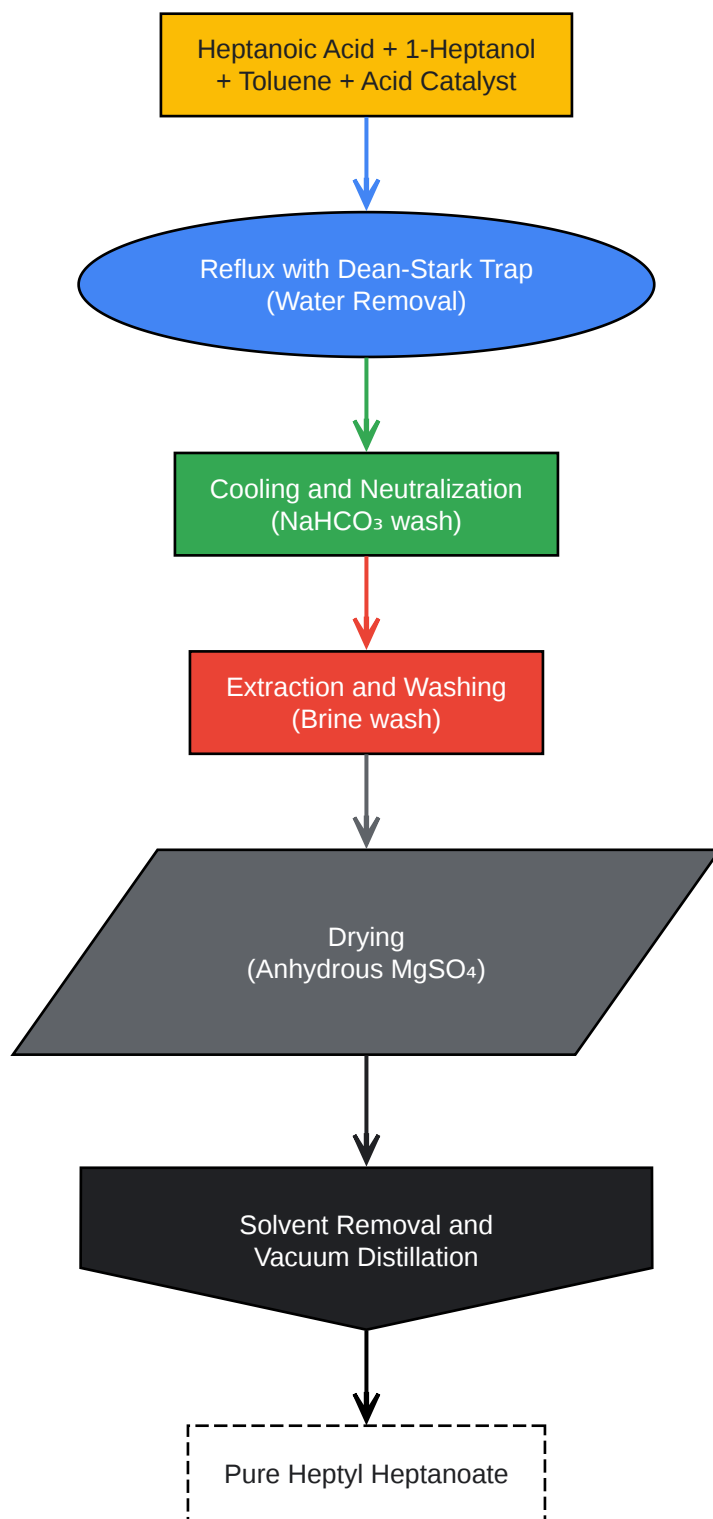 Heptanoic Acid + 1-Heptanol
+ Toluene + Acid Catalyst
Reflux with Dean-Stark Trap
(Water Removal)
Cooling and Neutralization
(NaHCO₃ wash)
Extraction and Washing
(Brine wash)
Drying
(Anhydrous MgSO₄)
Solvent Removal and
Vacuum Distillation
Pure Heptyl Heptanoate